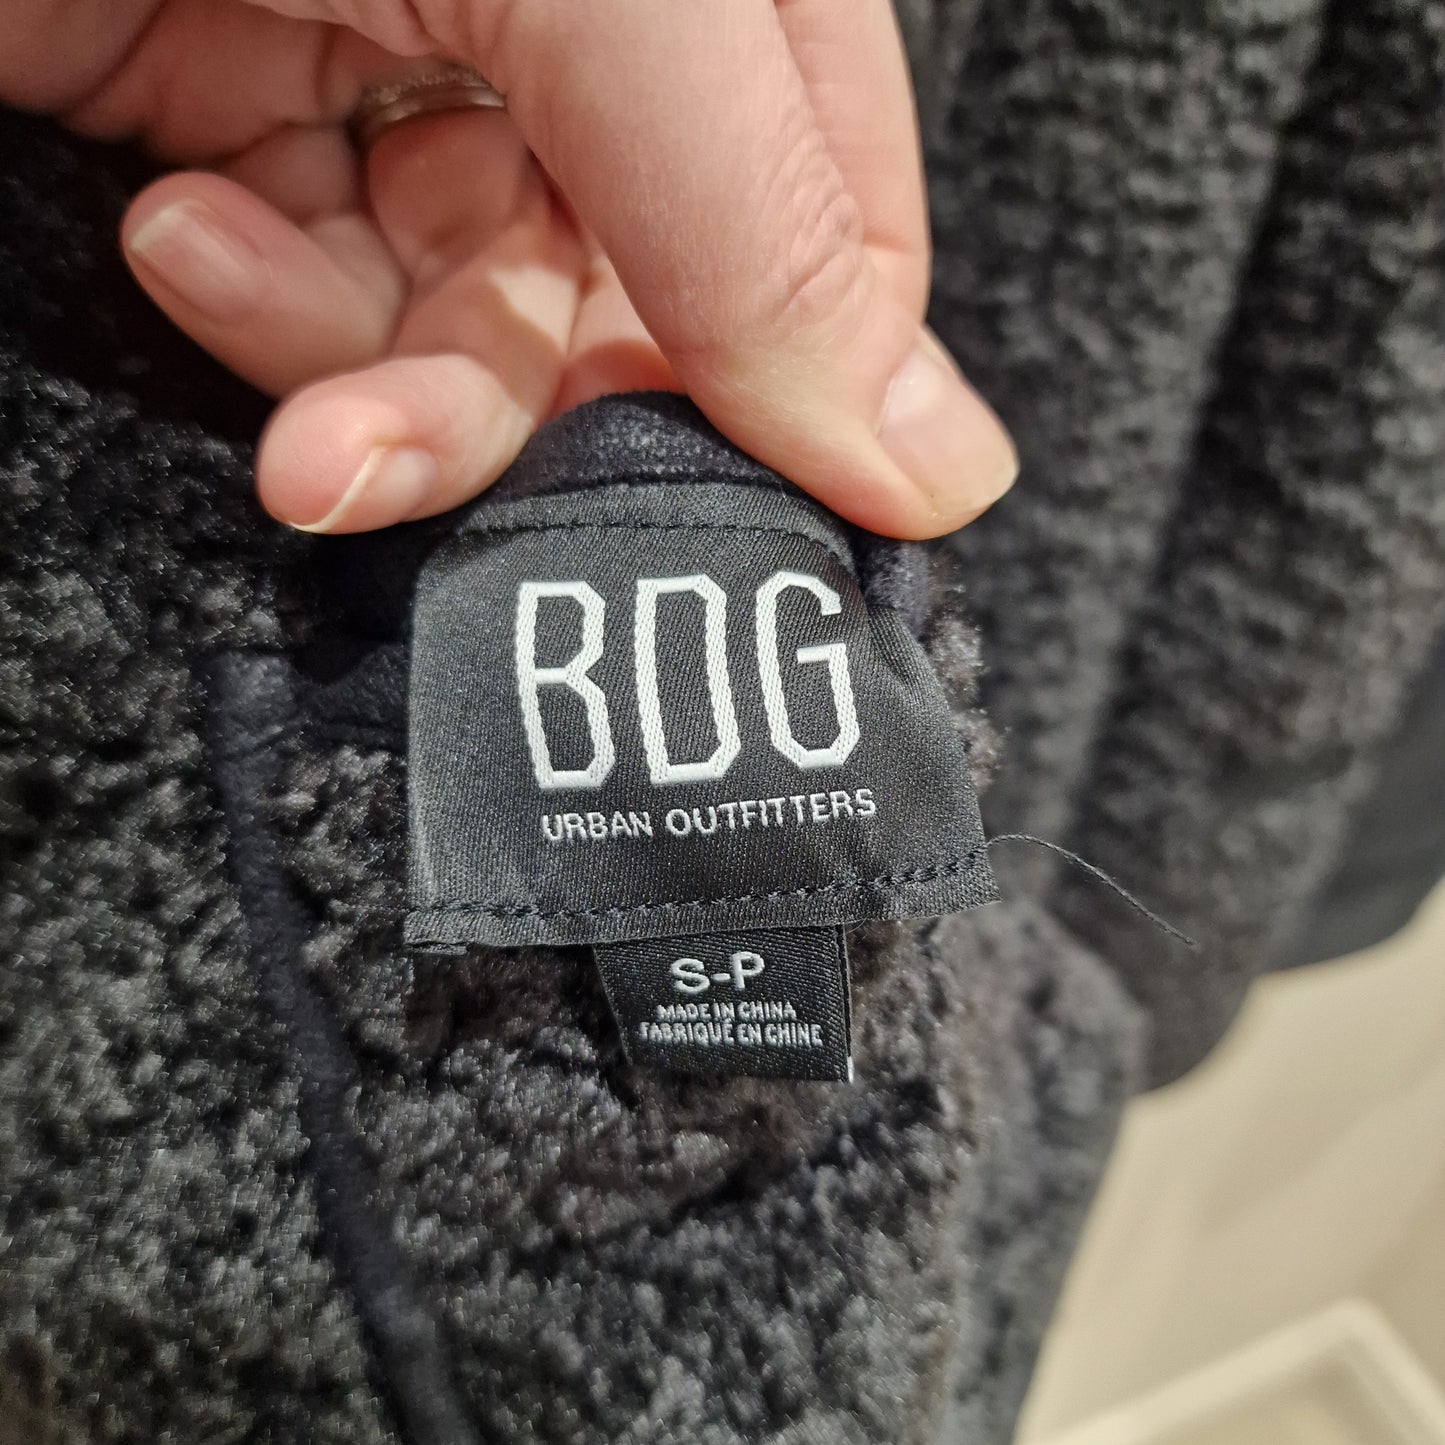 BDG
URBAN OUTFITTERS
S-P
MADE IN CHINA
FABRIQUÉ EN CHINE